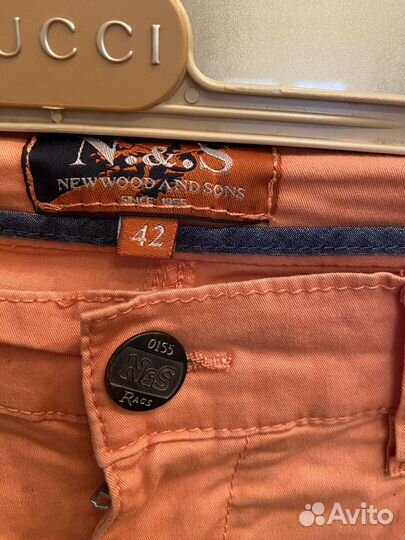 UCCI
N.&.S
NEWWOOD AND SONS
SINCE 1955
42
0155
N&S
RAGS
Avito